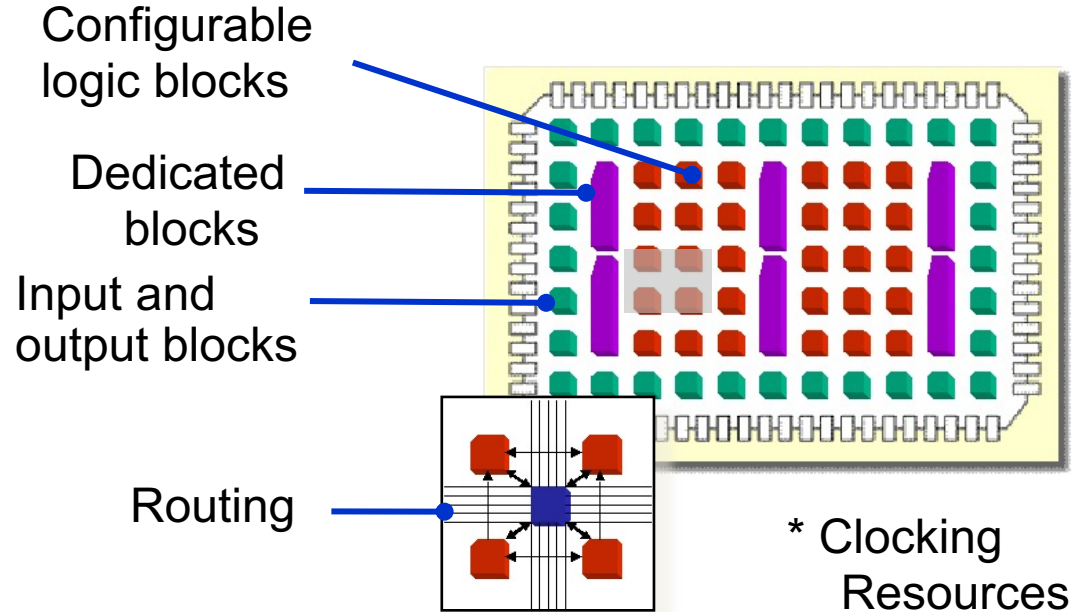 Configurable
logic blocks
Dedicated
blocks
Input and
output blocks
Routing
* Clocking
Resources